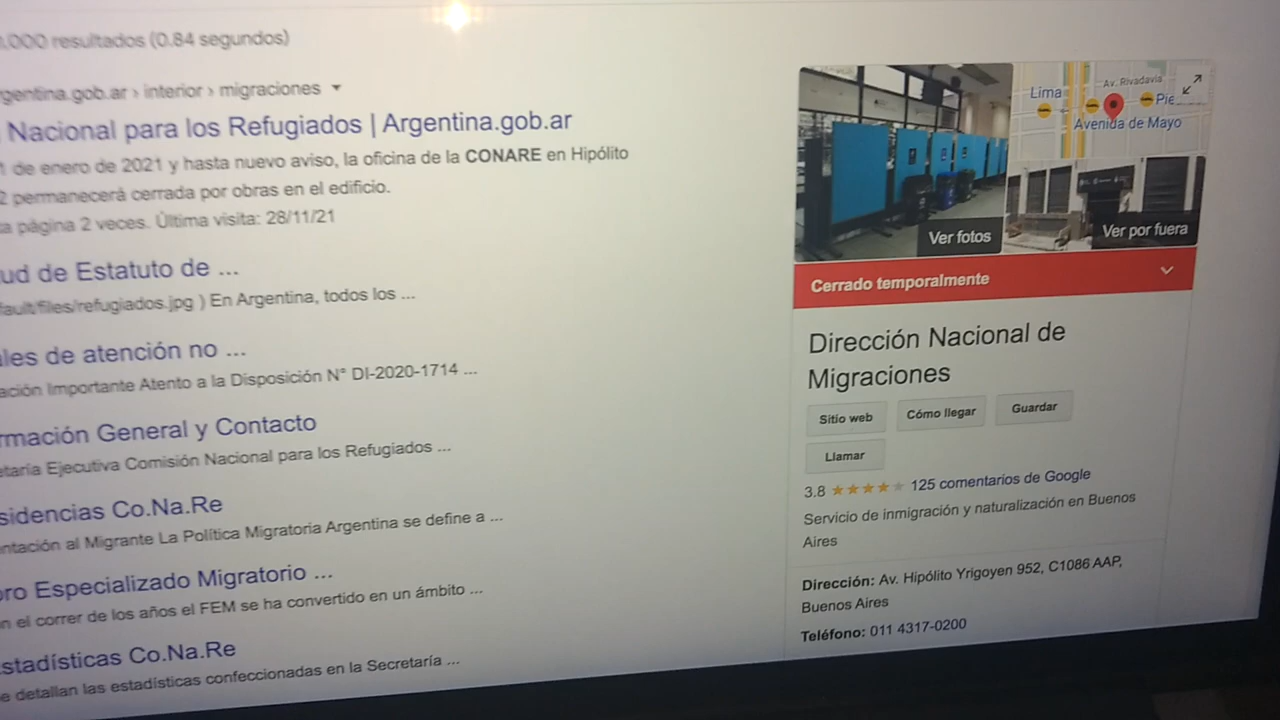 .000 resultados (0.84 segundos)
rgentina.gob.ar › interior › migraciones
Nacional para los Refugiados | Argentina.gob.ar
1 de enero de 2021 y hasta nuevo aviso, la oficina de la CONARE en Hipólito
2 permanecerá cerrada por obras en el edificio.
ta página 2 veces. Última visita: 28/11/21
ud de Estatuto de ...
fault/files/refugiados.jpg ) En Argentina, todos los ...
ales de atención no ...
ación Importante Atento a la Disposición N° DI-2020-1714 ...
rmación General y Contacto
etaría Ejecutiva Comisión Nacional para los Refugiados ...
sidencias Co.Na.Re
ntación al Migrante La Política Migratoria Argentina se define a ...
oro Especializado Migratorio ...
n el correr de los años el FEM se ha convertido en un ámbito ...
stadísticas Co.Na.Re
e detallan las estadísticas confeccionadas en la Secretaría ...
Ver fotos
Lima
Av. Rivadavia
Pie...
Avenida de Mayo
Ver por fuera
Cerrado temporalmente
Dirección Nacional de
Migraciones
Sitio web
Cómo llegar
Guardar
Llamar
3.8 125 comentarios de Google
Servicio de inmigración y naturalización en Buenos
Aires
Dirección: Av. Hipólito Yrigoyen 952, C1086 AAP,
Buenos Aires
Teléfono: 011 4317-0200